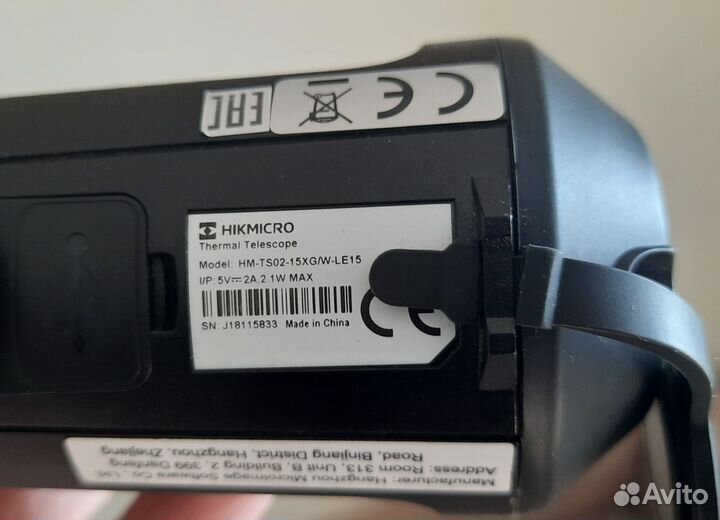 EAC
CE
HIKMICRO
Thermal Telescope
Model: HM-TS02-15XG/W-LE15
I/P: 5V⎓2A,2.1W MAX
SN: J18115833 Made in China
CE
Manufacturer: Hangzhou Microimage Software Co., Ltd.
Address: Room 313, Unit B, Building 2, 399 Danfeng
Road, Binjiang District, Hangzhou, Zhejiang
Avito